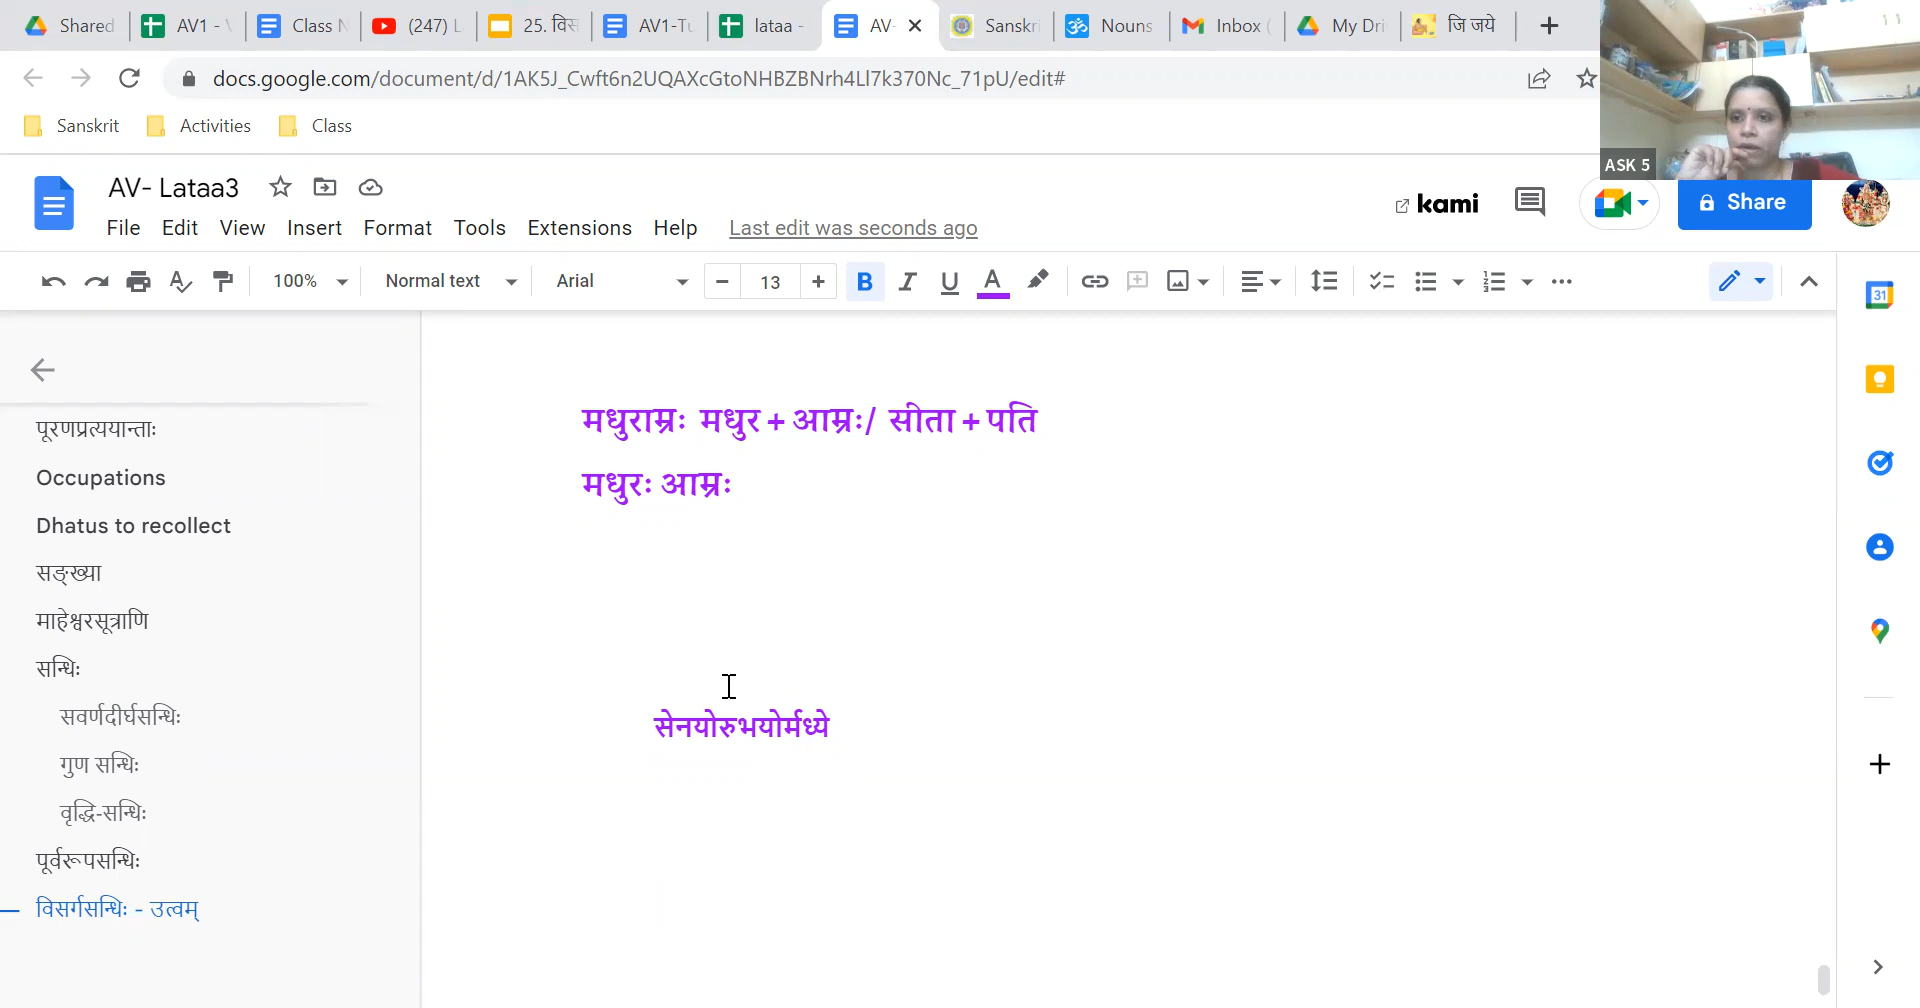 Shared AV1 - Class (247) L 25. विस AV1-Tu lataa - AV- Sanskri Nouns Inbox ( My Dri जि जये
docs.google.com/document/d/1AK5J_Cwft6n2UQAXcGtoNHBZBNrh4Ll7k370Nc_71pU/edit#
Sanskrit Activities Class
ASK 5
AV- Lataa3
kami Share
File Edit View Insert Format Tools Extensions Help Last edit was seconds ago
100% Normal text Arial 13 B I U A
31
पूरणप्रत्ययान्ताः
Occupations
Dhatus to recollect
सङ्ख्या
माहेश्वरसूत्राणि
सन्धिः
सवर्णदीर्घसन्धिः
गुण सन्धिः
वृद्धि-सन्धिः
पूर्वरूपसन्धिः
विसर्गसन्धिः - उत्वम्
मधुराम्रः मधुर + आम्रः/ सीता + पति
मधुरः आम्रः
सेनयोरुभयोर्मध्ये